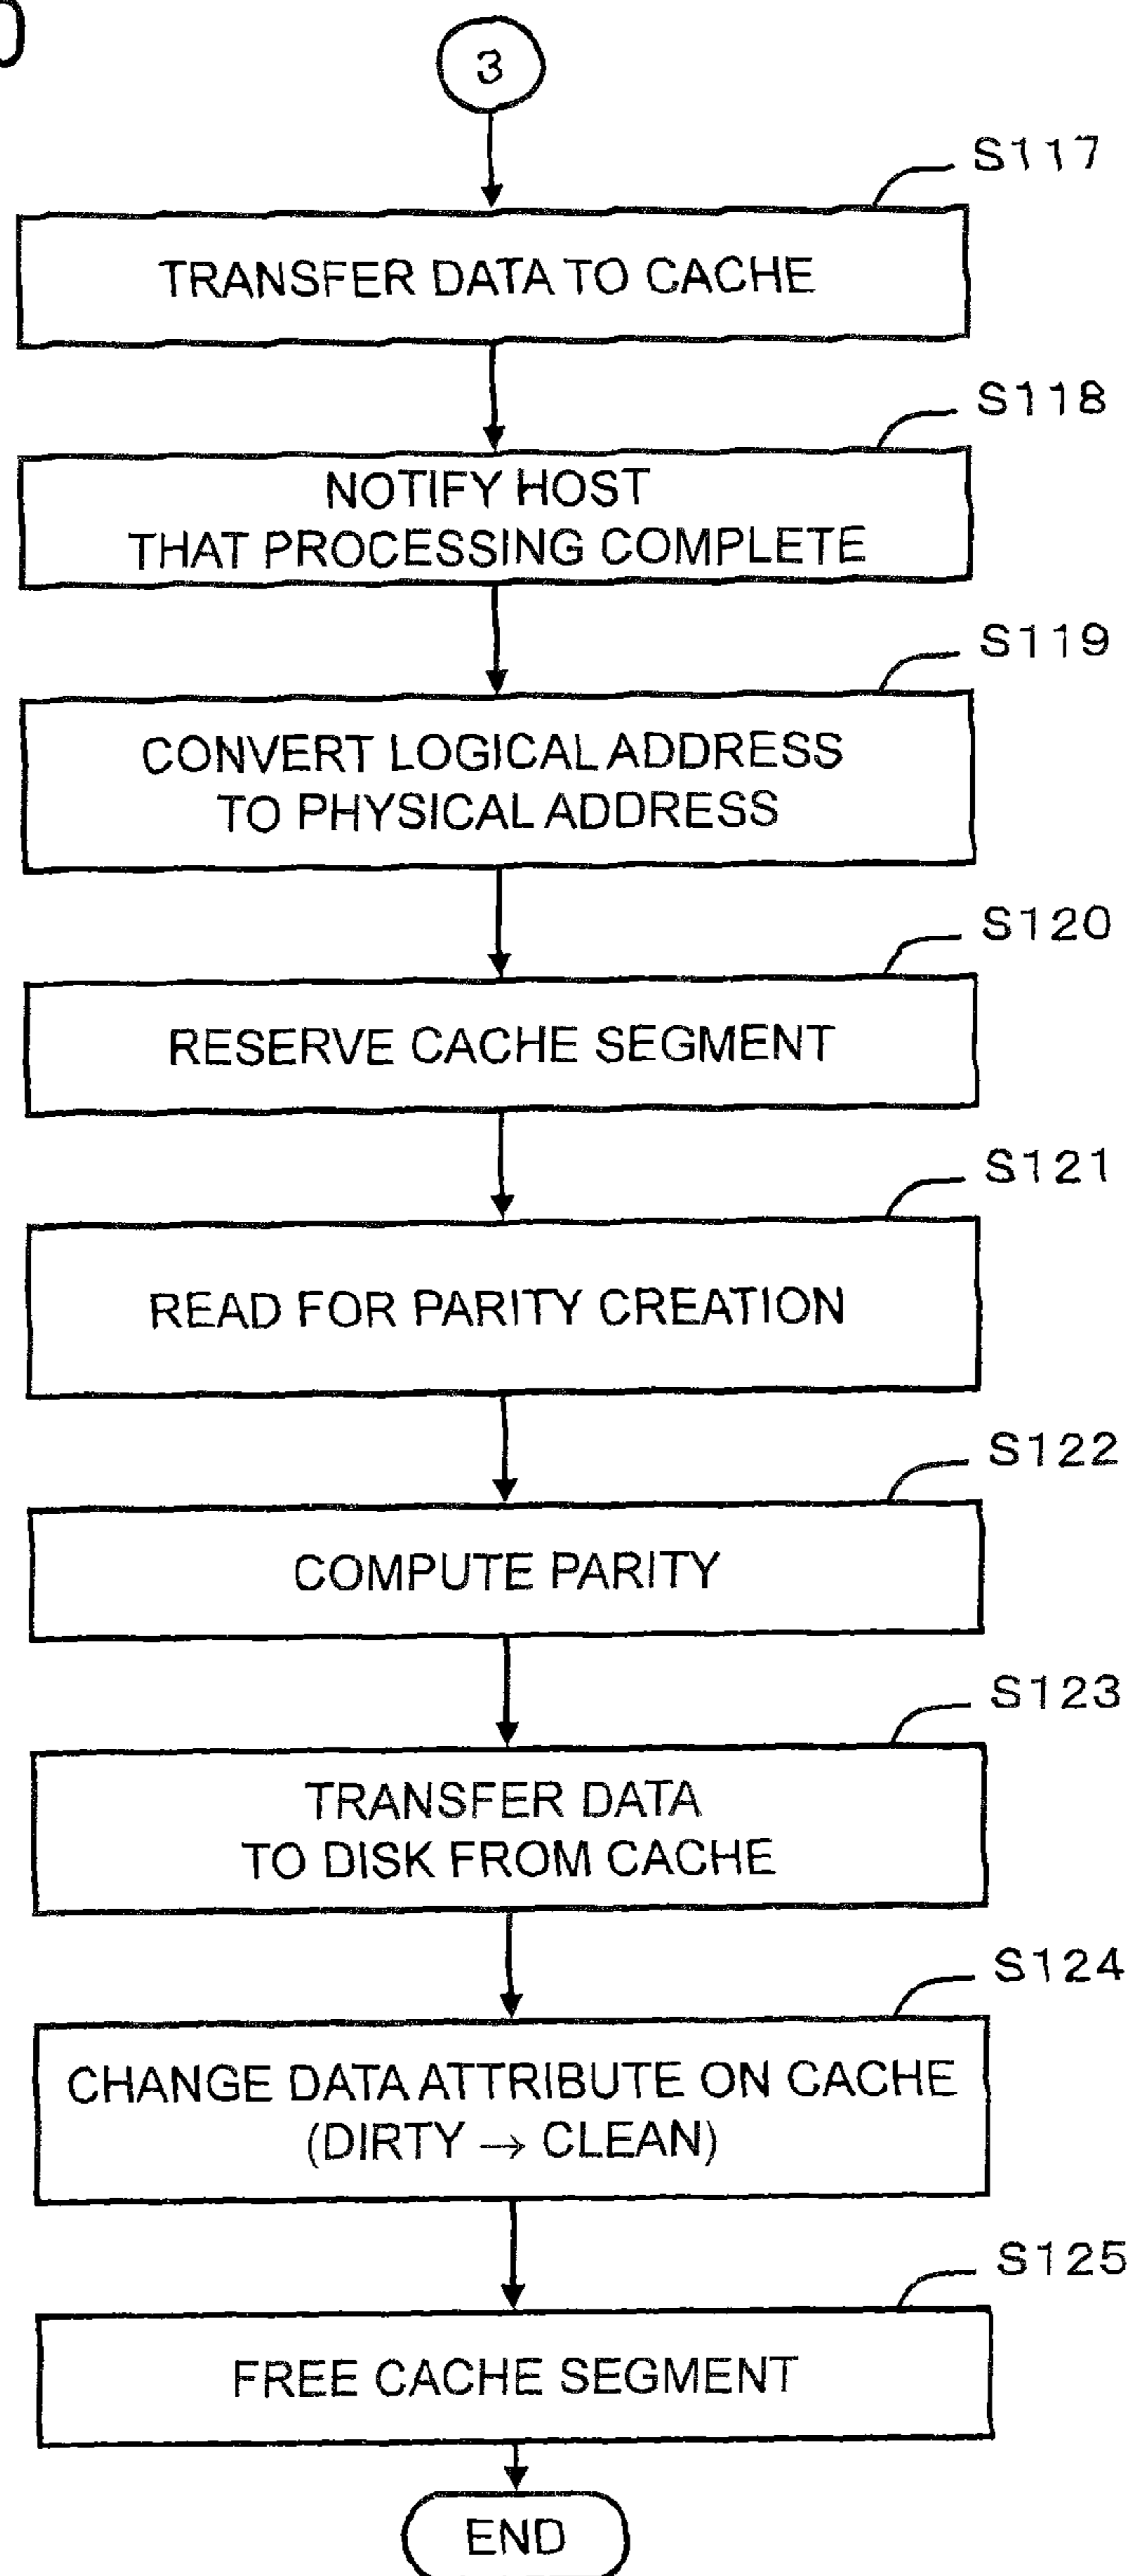 3
S117
TRANSFER DATA TO CACHE
S118
NOTIFY HOST
THAT PROCESSING COMPLETE
S119
CONVERT LOGICAL ADDRESS
TO PHYSICAL ADDRESS
S120
RESERVE CACHE SEGMENT
S121
READ FOR PARITY CREATION
S122
COMPUTE PARITY
S123
TRANSFER DATA
TO DISK FROM CACHE
S124
CHANGE DATA ATTRIBUTE ON CACHE
(DIRTY → CLEAN)
S125
FREE CACHE SEGMENT
END